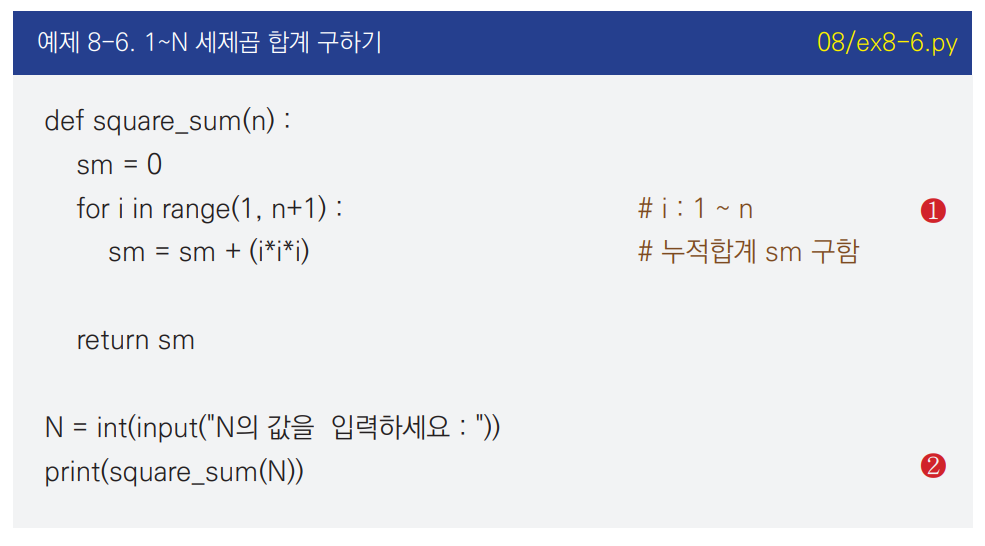 예제 8-6. 1~N 세제곱 합계 구하기 08/ex8-6.py
def square_sum(n) :
sm = 0
for i in range(1, n+1) : # i : 1 ~ n ❶
sm = sm + (i*i*i) # 누적합계 sm 구함
return sm
N = int(input("N의 값을  입력하세요 : "))
print(square_sum(N)) ❷